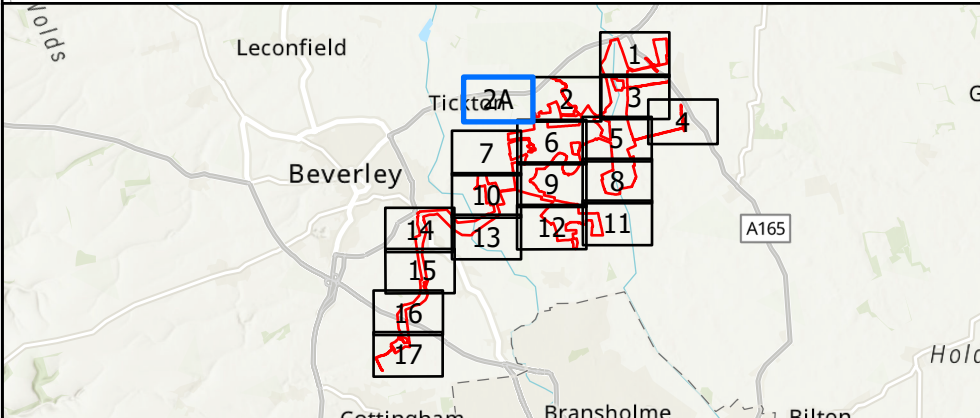 Wolds
Leconfield
1
2A
2
3
G
Tickton
4
7
6
5
Beverley
10
9
8
14
13
12
11
A165
15
16
17
Hold
Cottingham
Bransholme
Bilton